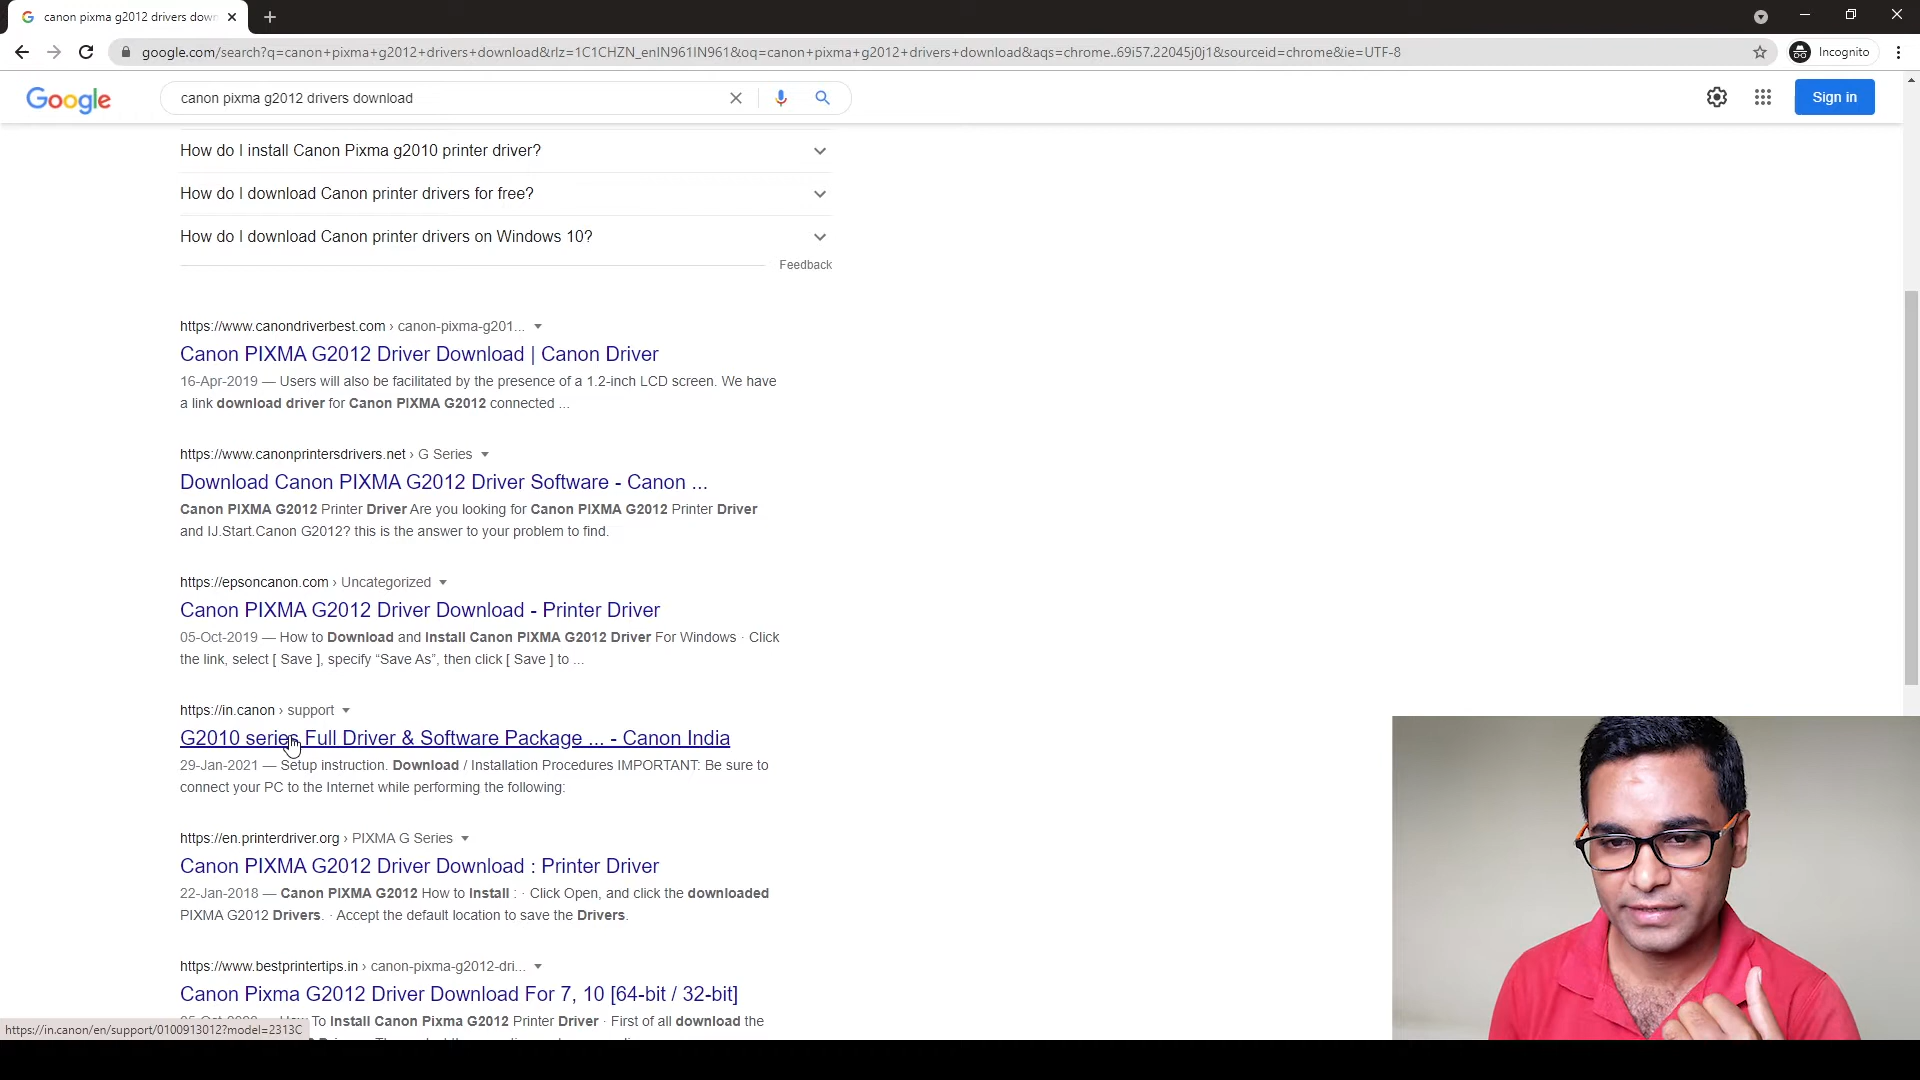 canon pixma g2012 drivers down
google.com/search?q=canon+pixma+g2012+drivers+download&rlz=1C1CHZN_enIN961IN961&oq=canon+pixma+g2012+drivers+download&aqs=chrome..69i57.22045j0j1&sourceid=chrome&ie=UTF-8
Incognito
Google
canon pixma g2012 drivers download
Sign in
How do I install Canon Pixma g2010 printer driver?
How do I download Canon printer drivers for free?
How do I download Canon printer drivers on Windows 10?
Feedback
https://www.canondriverbest.com › canon-pixma-g201...
Canon PIXMA G2012 Driver Download | Canon Driver
16-Apr-2019 — Users will also be facilitated by the presence of a 1.2-inch LCD screen. We have
a link download driver for Canon PIXMA G2012 connected ...
https://www.canonprintersdrivers.net › G Series
Download Canon PIXMA G2012 Driver Software - Canon ...
Canon PIXMA G2012 Printer Driver Are you looking for Canon PIXMA G2012 Printer Driver
and IJ.Start.Canon G2012? this is the answer to your problem to find.
https://epsoncanon.com › Uncategorized
Canon PIXMA G2012 Driver Download - Printer Driver
05-Oct-2019 — How to Download and Install Canon PIXMA G2012 Driver For Windows · Click
the link, select [ Save ], specify “Save As”, then click [ Save ] to ...
https://in.canon › support
G2010 series Full Driver & Software Package ... - Canon India
29-Jan-2021 — Setup instruction. Download / Installation Procedures IMPORTANT: Be sure to
connect your PC to the Internet while performing the following:
https://en.printerdriver.org › PIXMA G Series
Canon PIXMA G2012 Driver Download : Printer Driver
22-Jan-2018 — Canon PIXMA G2012 How to Install : · Click Open, and click the downloaded
PIXMA G2012 Drivers. · Accept the default location to save the Drivers.
https://www.bestprintertips.in › canon-pixma-g2012-dri...
Canon Pixma G2012 Driver Download For 7, 10 [64-bit / 32-bit]
To Install Canon Pixma G2012 Printer Driver · First of all download the
https://in.canon/en/support/0100913012?model=2313C